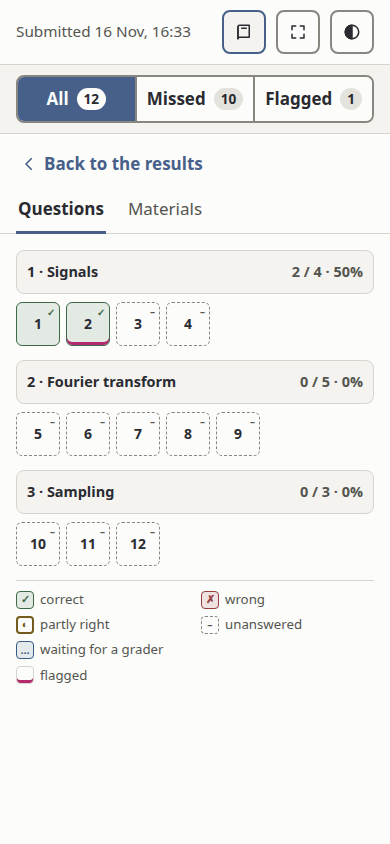 Submitted 16 Nov, 16:33
All 12 Missed 10 Flagged 1
Back to the results
Questions Materials
1 · Signals 2 / 4 · 50%
1 ✓ 2 ✓ 3 – 4 –
2 · Fourier transform 0 / 5 · 0%
5 – 6 – 7 – 8 – 9 –
3 · Sampling 0 / 3 · 0%
10 – 11 – 12 –
✓ correct ✗ wrong
partly right – unanswered
… waiting for a grader
flagged